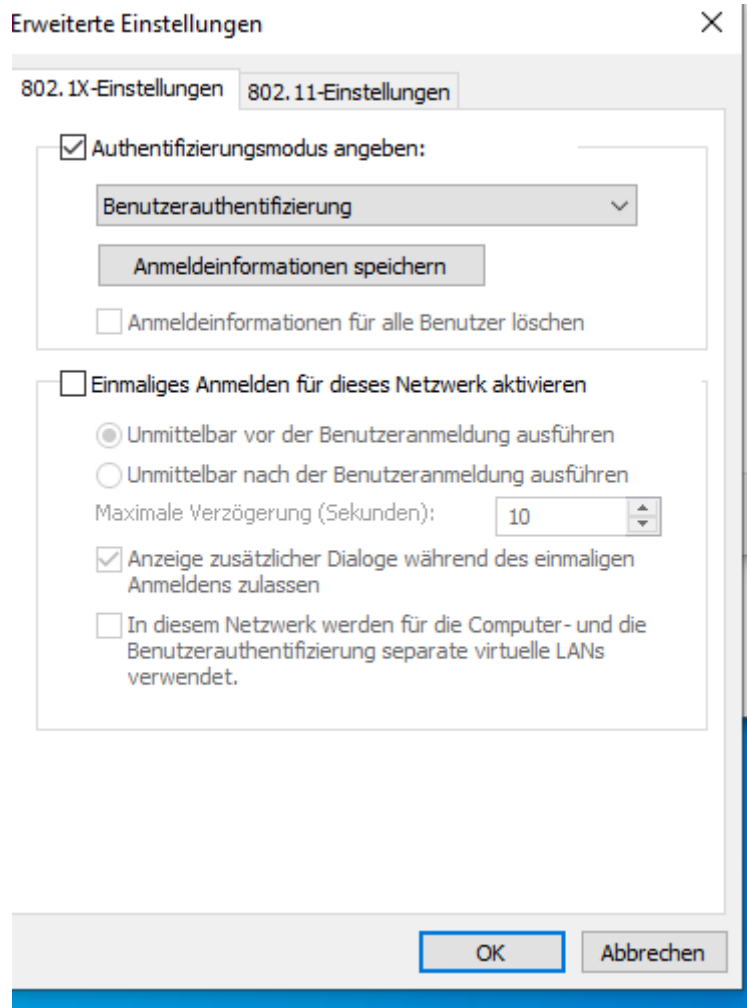 Erweiterte Einstellungen
802.1X-Einstellungen
802.11-Einstellungen
Authentifizierungsmodus angeben:
Benutzerauthentifizierung
Anmeldeinformationen speichern
Anmeldeinformationen für alle Benutzer löschen
Einmaliges Anmelden für dieses Netzwerk aktivieren
Unmittelbar vor der Benutzeranmeldung ausführen
Unmittelbar nach der Benutzeranmeldung ausführen
Maximale Verzögerung (Sekunden): 10
Anzeige zusätzlicher Dialoge während des einmaligen
Anmeldens zulassen
In diesem Netzwerk werden für die Computer- und die
Benutzerauthentifizierung separate virtuelle LANs
verwendet.
OK
Abbrechen